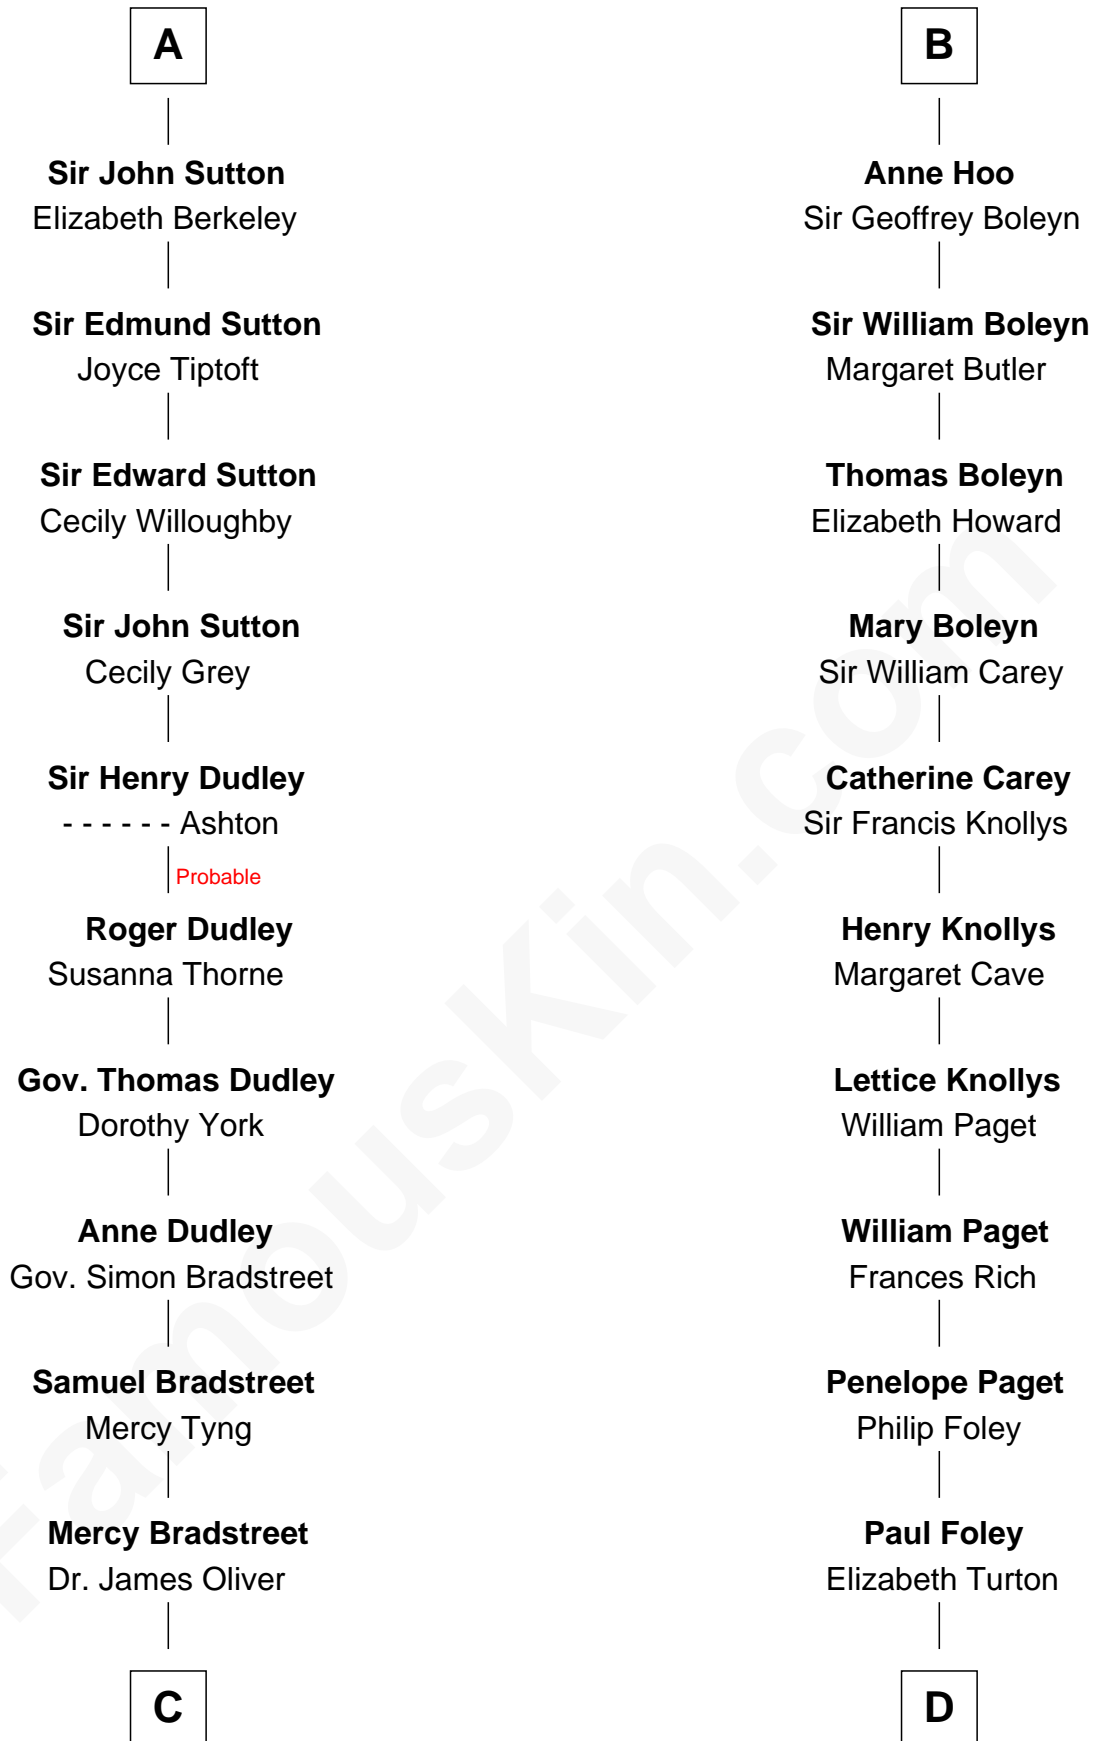 A
Sir John Sutton
Elizabeth Berkeley
Sir Edmund Sutton
Joyce Tiptoft
Sir Edward Sutton
Cecily Willoughby
Sir John Sutton
Cecily Grey
Sir Henry Dudley
- - - - - - Ashton
Probable
Roger Dudley
Susanna Thorne
Gov. Thomas Dudley
Dorothy York
Anne Dudley
Gov. Simon Bradstreet
Samuel Bradstreet
Mercy Tyng
Mercy Bradstreet
Dr. James Oliver
C
B
Anne Hoo
Sir Geoffrey Boleyn
Sir William Boleyn
Margaret Butler
Thomas Boleyn
Elizabeth Howard
Mary Boleyn
Sir William Carey
Catherine Carey
Sir Francis Knollys
Henry Knollys
Margaret Cave
Lettice Knollys
William Paget
William Paget
Frances Rich
Penelope Paget
Philip Foley
Paul Foley
Elizabeth Turton
D
FamousKin.com